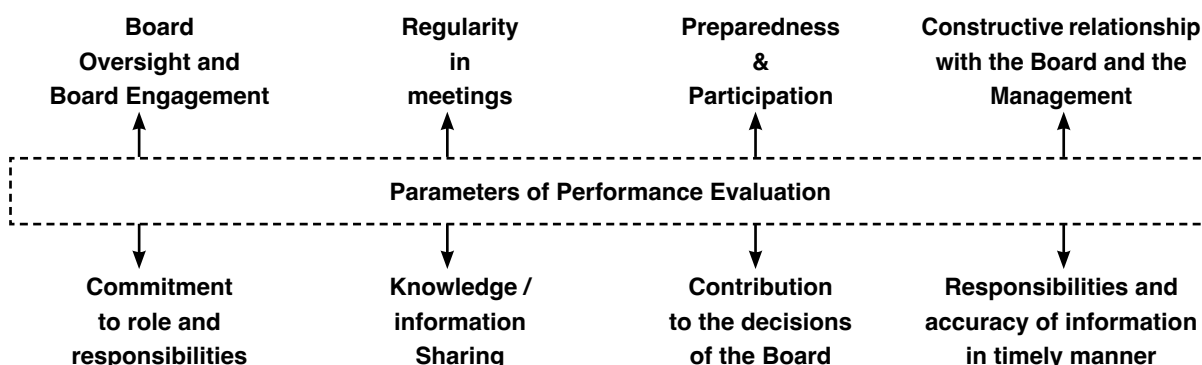 Board
Oversight and
Board Engagement
Regularity
in
meetings
Preparedness
&
Participation
Constructive relationship
with the Board and the
Management
Parameters of Performance Evaluation
Commitment
to role and
responsibilities
Knowledge /
information
Sharing
Contribution
to the decisions
of the Board
Responsibilities and
accuracy of information
in timely manner